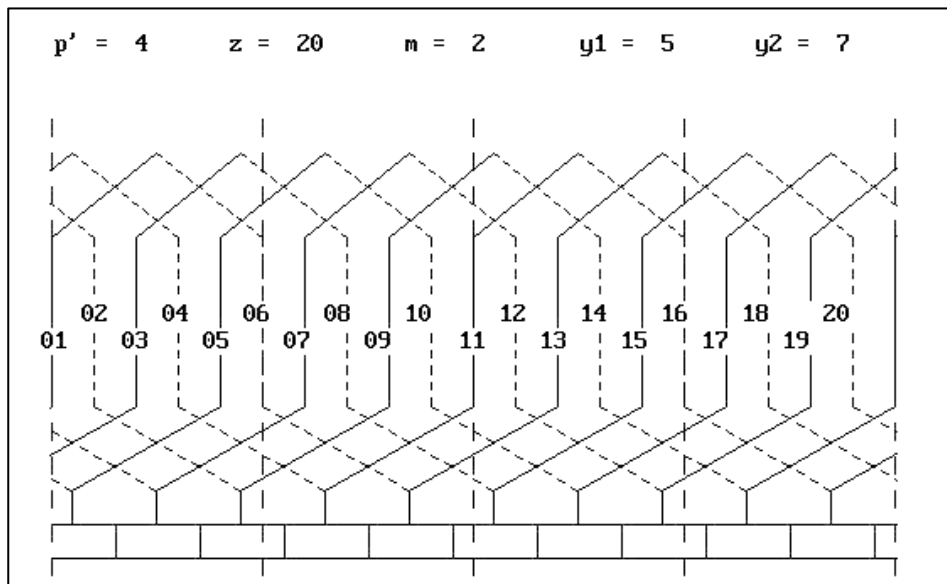 p' = 4 z = 20 m = 2 y1 = 5 y2 = 7
02 04 06 08 10 12 14 16 18 20
01 03 05 07 09 11 13 15 17 19